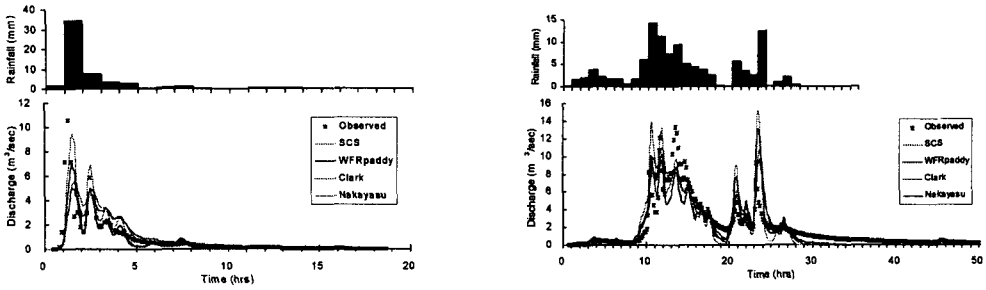 Rainfall (mm)
40
30
20
10
0
Discharge (m³/sec)
12
10
8
6
4
2
0
Observed
SCS
WFRpaddy
Clark
Nakayasu
0
5
10
15
20
Time (hrs)
Rainfall (mm)
15
10
5
0
Discharge (m³/sec)
16
14
12
10
8
6
4
2
0
Observed
SCS
WFRpaddy
Clark
Nakayasu
0
10
20
30
40
50
Time (hrs)